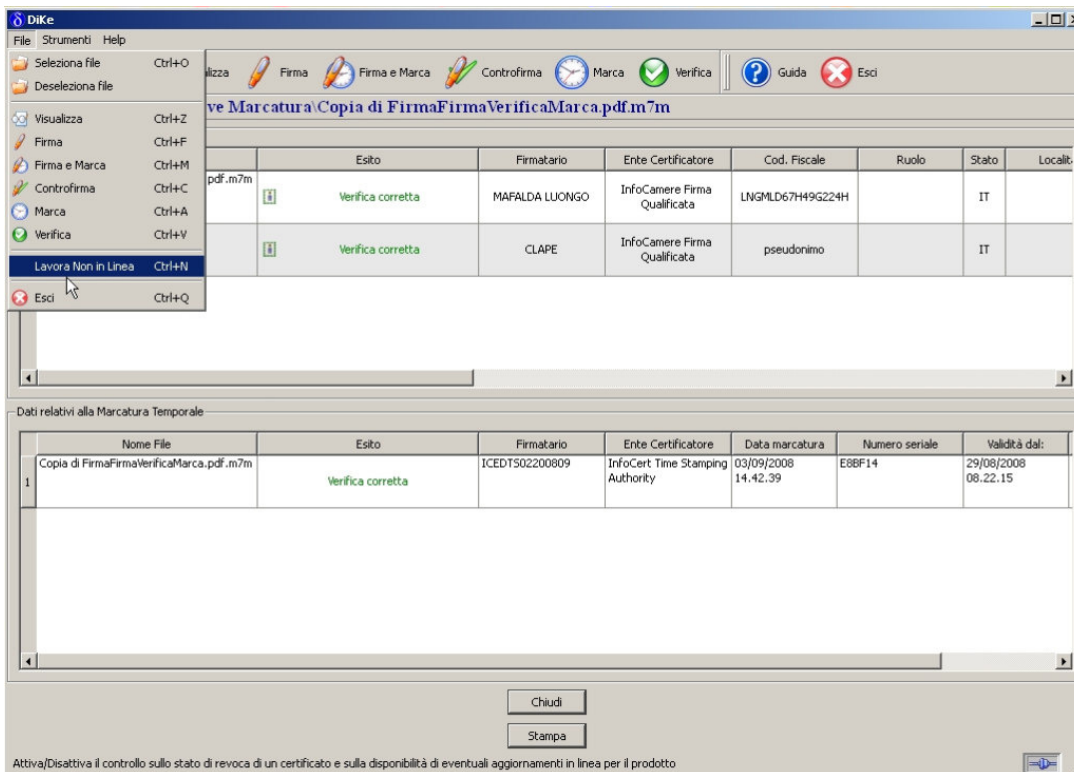 DiKe
File Strumenti Help
Seleziona file Ctrl+O
Deseleziona file
Visualizza Ctrl+Z
Firma Ctrl+F
Firma e Marca Ctrl+M
Controfirma Ctrl+C
Marca Ctrl+A
Verifica Ctrl+V
Lavora Non in Linea Ctrl+N
Esci Ctrl+Q
lizza Firma Firma e Marca Controfirma Marca Verifica Guida Esci
ve Marcatura\Copia di FirmaFirmaVerificaMarca.pdf.m7m
Esito Firmatario Ente Certificatore Cod. Fiscale Ruolo Stato Localit
pdf.m7m Verifica corretta MAFALDA LUONGO InfoCamere Firma Qualificata LNGMLD67H49G224H IT
Verifica corretta CLAPE InfoCamere Firma Qualificata pseudonimo IT
Dati relativi alla Marcatura Temporale
Nome File Esito Firmatario Ente Certificatore Data marcatura Numero seriale Validità dal:
1 Copia di FirmaFirmaVerificaMarca.pdf.m7m Verifica corretta ICEDTS02200809 InfoCert Time Stamping Authority 03/09/2008 14.42.39 E8BF14 29/08/2008 08.22.15
Chiudi
Stampa
Attiva/Disattiva il controllo sullo stato di revoca di un certificato e sulla disponibilità di eventuali aggiornamenti in linea per il prodotto